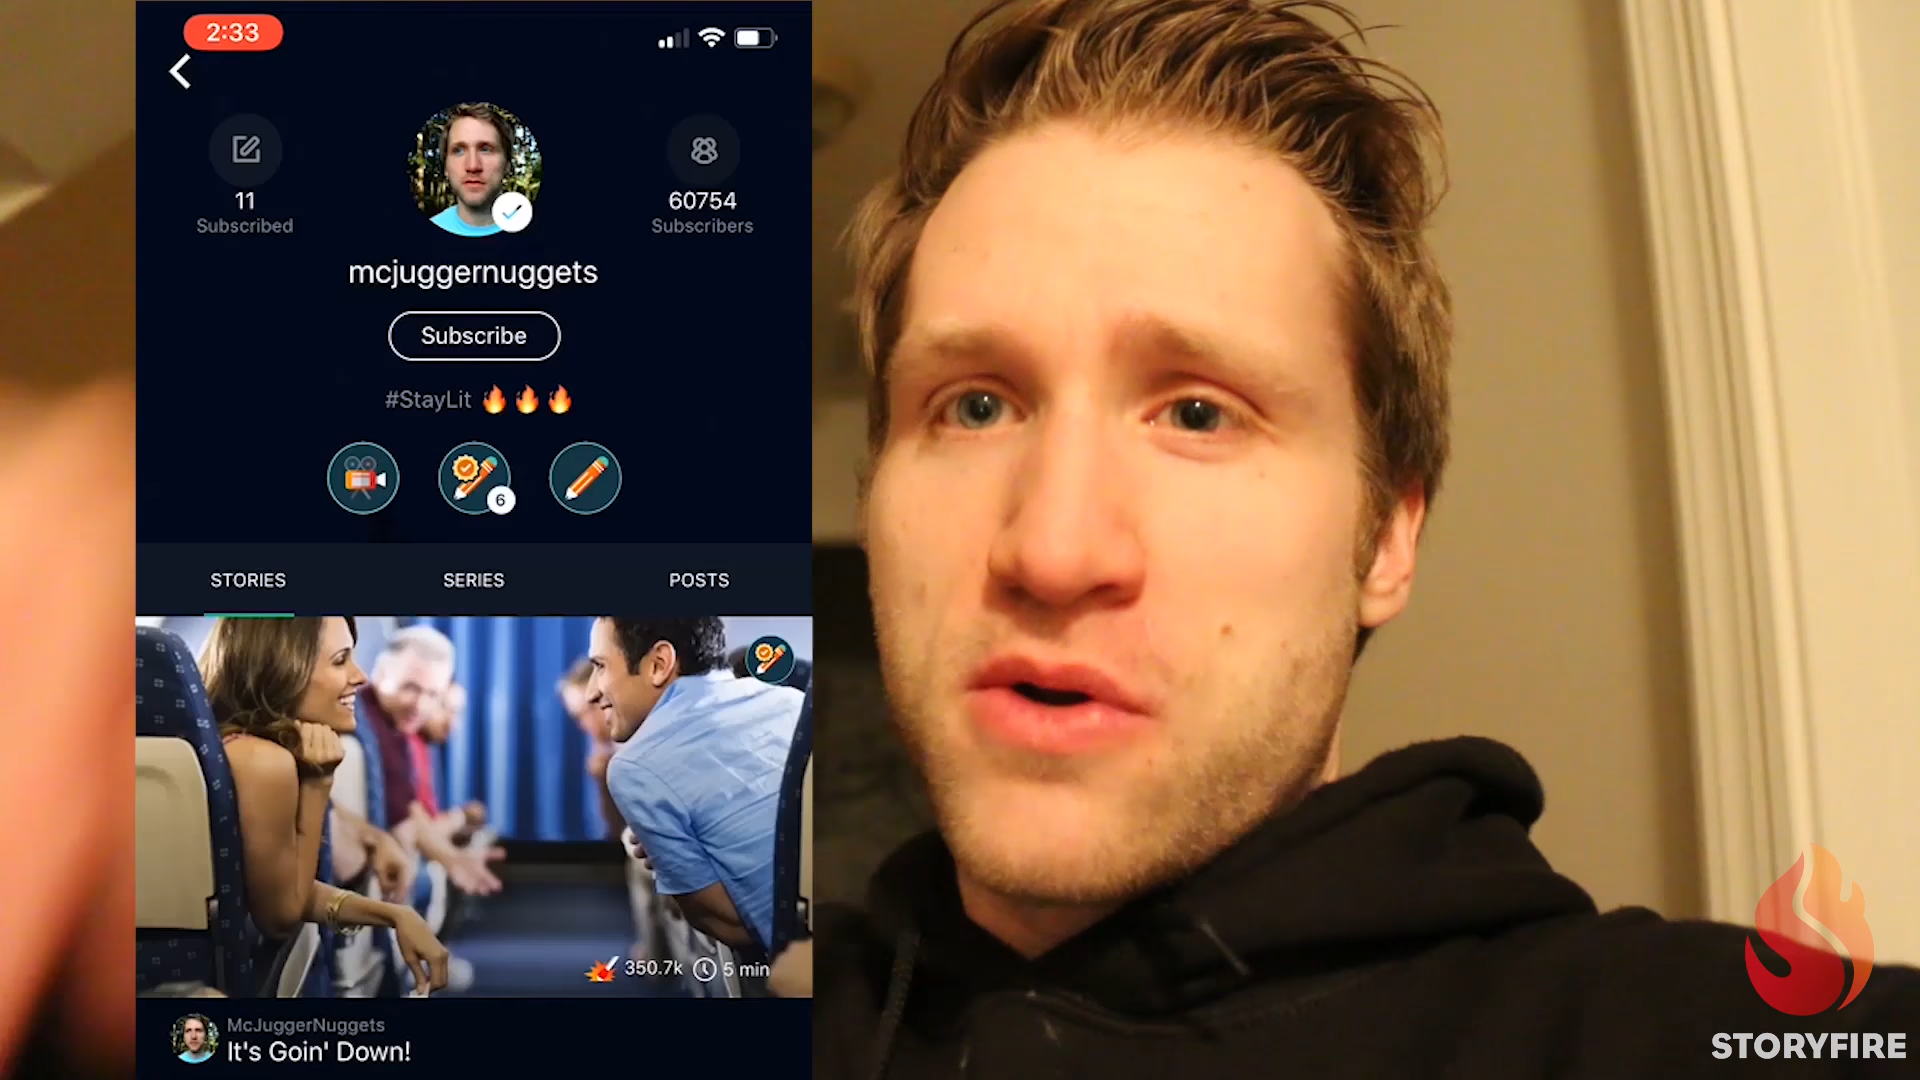 2:33
11
Subscribed
60754
Subscribers
mcjuggernuggets
Subscribe
#StayLit 🔥🔥🔥
6
STORIES SERIES POSTS
350.7k 5 min
McJuggerNuggets
It's Goin' Down!
STORYFIRE